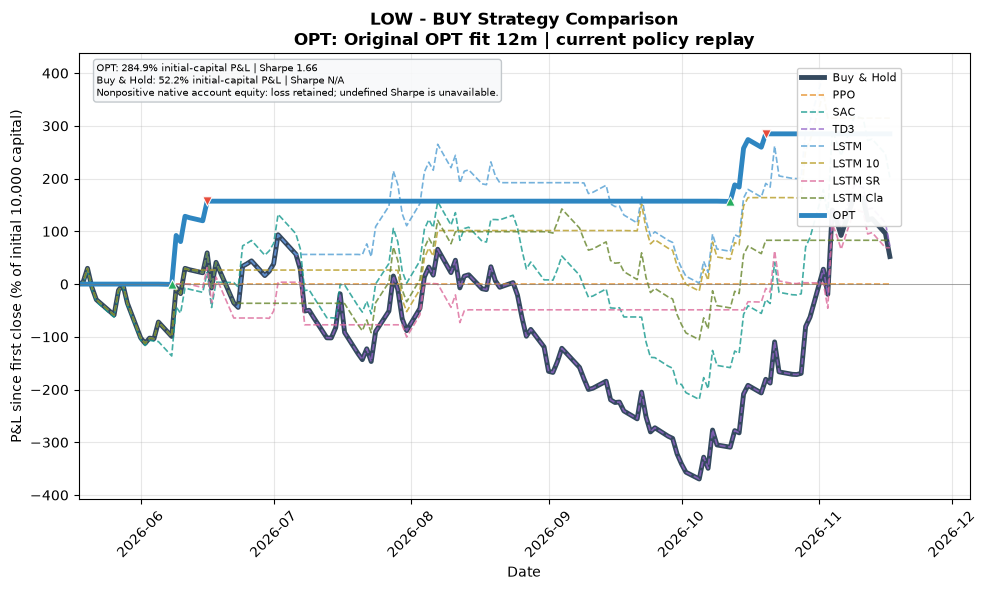 LOW - BUY Strategy Comparison
OPT: Original OPT fit 12m | current policy replay
OPT: 284.9% initial-capital P&L | Sharpe 1.66
Buy & Hold: 52.2% initial-capital P&L | Sharpe N/A
Nonpositive native account equity: loss retained; undefined Sharpe is unavailable.
Buy & Hold
PPO
SAC
TD3
LSTM
LSTM 10
LSTM SR
LSTM Cla
OPT
P&L since first close (% of initial 10,000 capital)
400
300
200
100
0
−100
−200
−300
−400
2026-06
2026-07
2026-08
2026-09
2026-10
2026-11
2026-12
Date